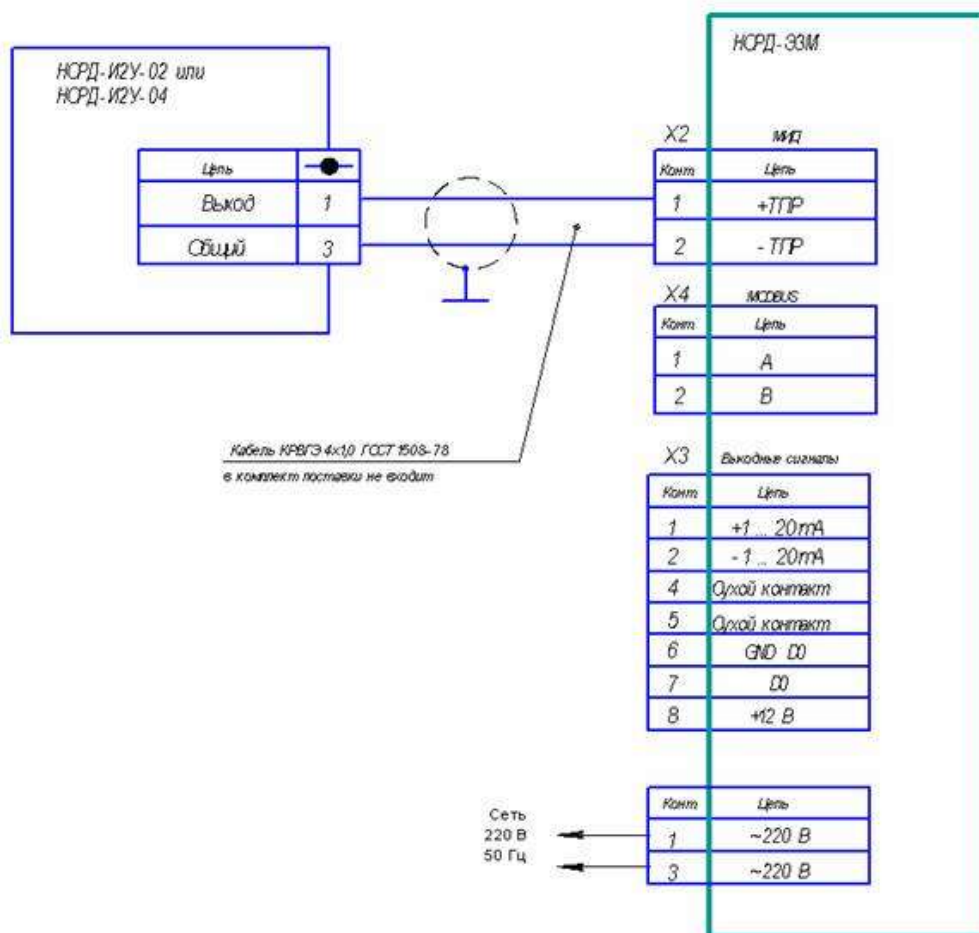 НСРД-И2У-02 или
НСРД-И2У-04
Цепь
Выход 1
Общий 3
Кабель КРВГЭ 4х1,0 ГОСТ 1508-78
в комплект поставки не входит
НСРД-ЭЗМ
X2 МИД
Конт Цепь
1 +ТПР
2 -ТПР
X4 MODBUS
Конт Цепь
1 A
2 B
X3 Выходные сигналы
Конт Цепь
1 +1 ... 20mA
2 -1 ... 20mA
4 Сухой контакт
5 Сухой контакт
6 GND D0
7 D0
8 +12 В
Сеть
220 В
50 Гц
Конт Цепь
1 ~220 В
3 ~220 В